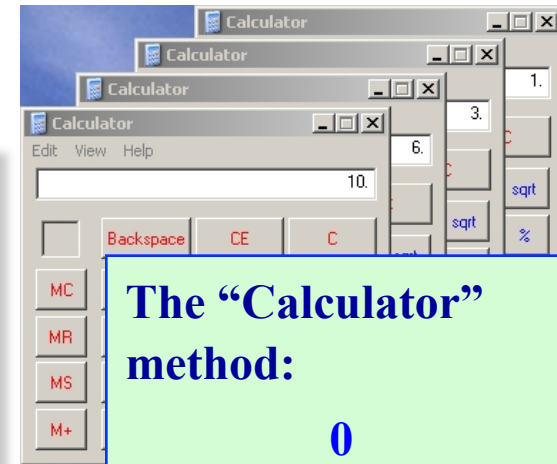 Calculator
1.
sqrt
%
Calculator
3.
sqrt
Calculator
6.
Calculator
Edit View Help
10.
Backspace CE C
MC
MR
MS
M+
The “Calculator”
method:
0